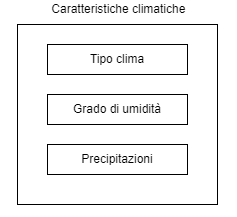 Caratteristiche climatiche
Tipo clima
Grado di umidità
Precipitazioni